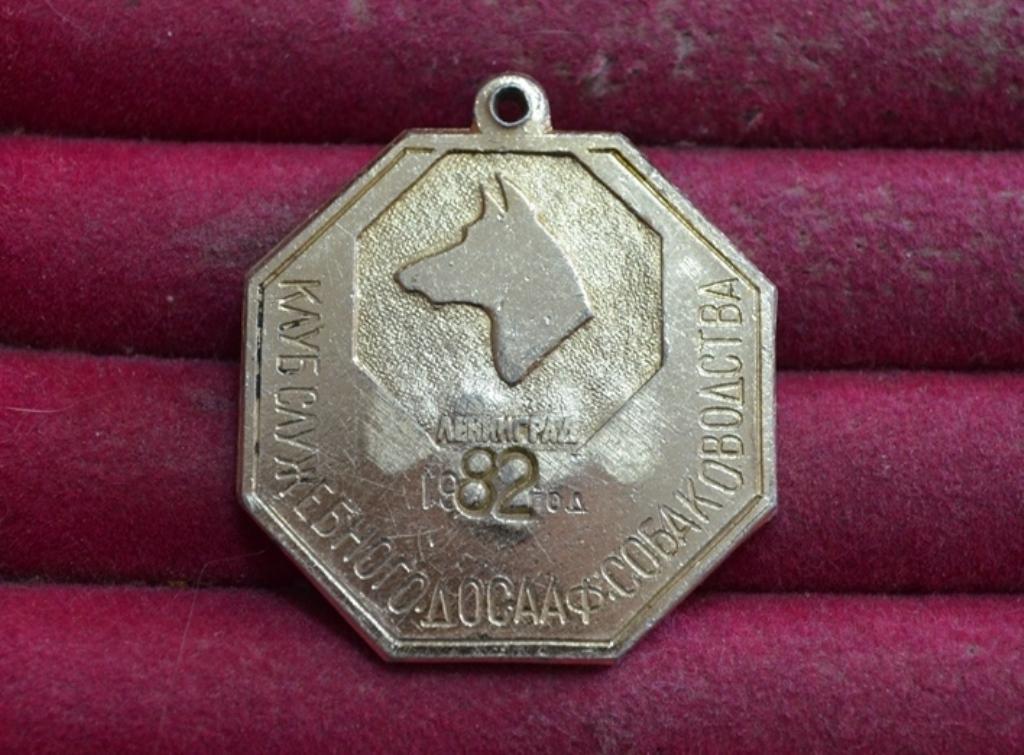 КЛУБ СЛУЖЕБНОГО·ДОСААФ·СОБАКОВОДСТВА
ЛЕНИНГРАД
1982 ГОД